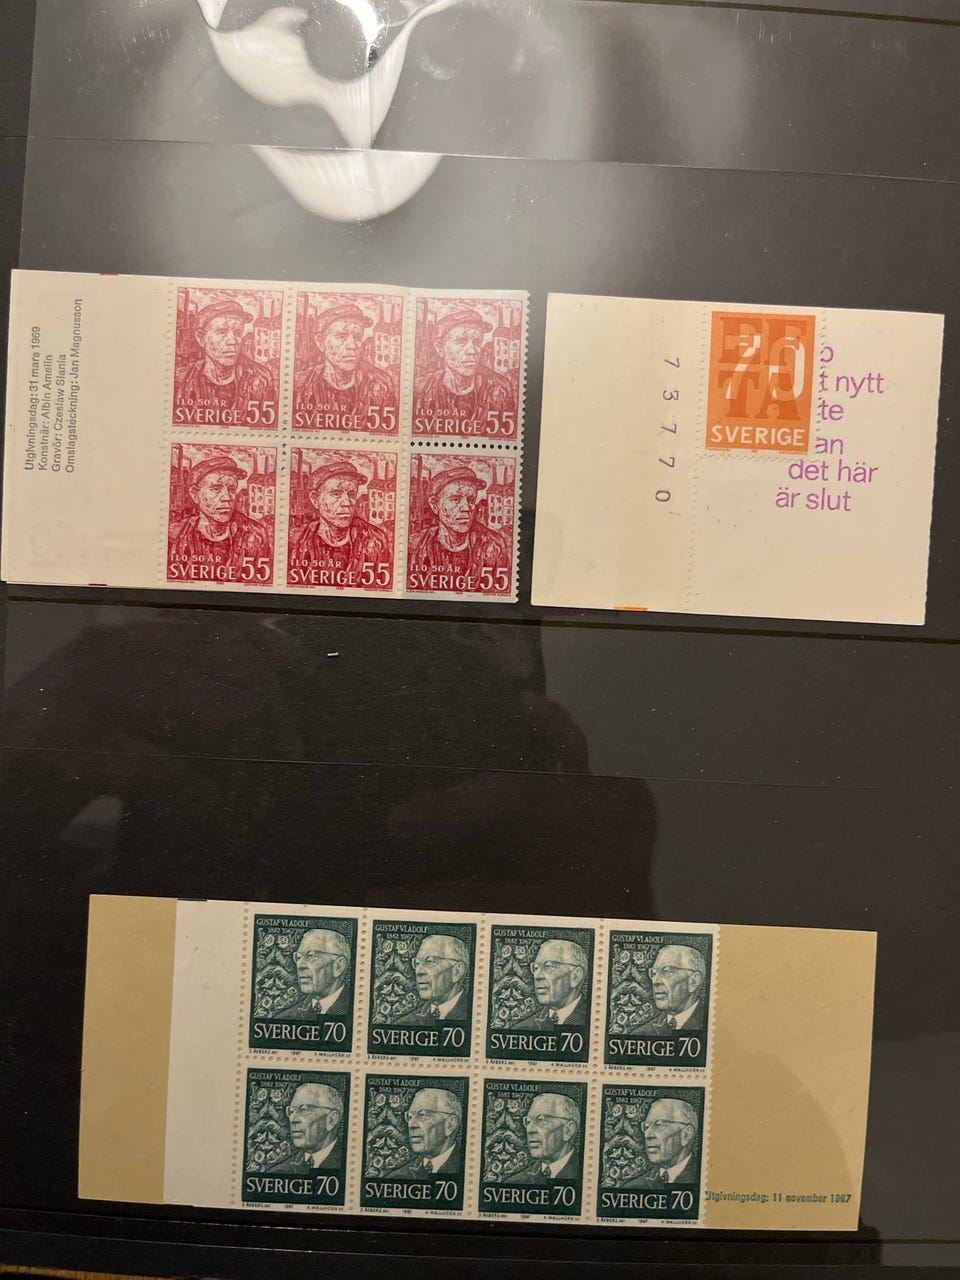 Utgivningsdag: 31 mars 1969
Konstnär: Albin Amelin
Gravör: Czeslaw Slania
Omslagsteckning: Jan Magnusson
ILO 50 ÅR
SVERIGE 55
ILO 50 ÅR
SVERIGE 55
ILO 50 ÅR
SVERIGE 55
ILO 50 ÅR
SVERIGE 55
ILO 50 ÅR
SVERIGE 55
ILO 50 ÅR
SVERIGE 55
73770
EFTA
70
SVERIGE
t nytt
te
an
det här
är slut
GUSTAF VI ADOLF
1882 1967
SVERIGE 70
GUSTAF VI ADOLF
1882 1967
SVERIGE 70
GUSTAF VI ADOLF
1882 1967
SVERIGE 70
GUSTAF VI ADOLF
1882 1967
SVERIGE 70
GUSTAF VI ADOLF
1882 1967
SVERIGE 70
GUSTAF VI ADOLF
1882 1967
SVERIGE 70
GUSTAF VI ADOLF
1882 1967
SVERIGE 70
GUSTAF VI ADOLF
1882 1967
SVERIGE 70
Utgivningsdag: 11 november 1967